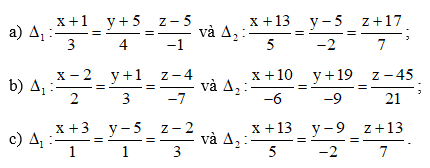 a) Δ₁ : (x+1)/3 = (y+5)/4 = (z−5)/−1 và Δ₂ : (x+13)/5 = (y−5)/−2 = (z+17)/7 ;
b) Δ₁ : (x−2)/2 = (y+1)/3 = (z−4)/−7 và Δ₂ : (x+10)/−6 = (y+19)/−9 = (z−45)/21 ;
c) Δ₁ : (x+3)/1 = (y−5)/1 = (z−2)/3 và Δ₂ : (x+13)/5 = (y−9)/−2 = (z+13)/7 .